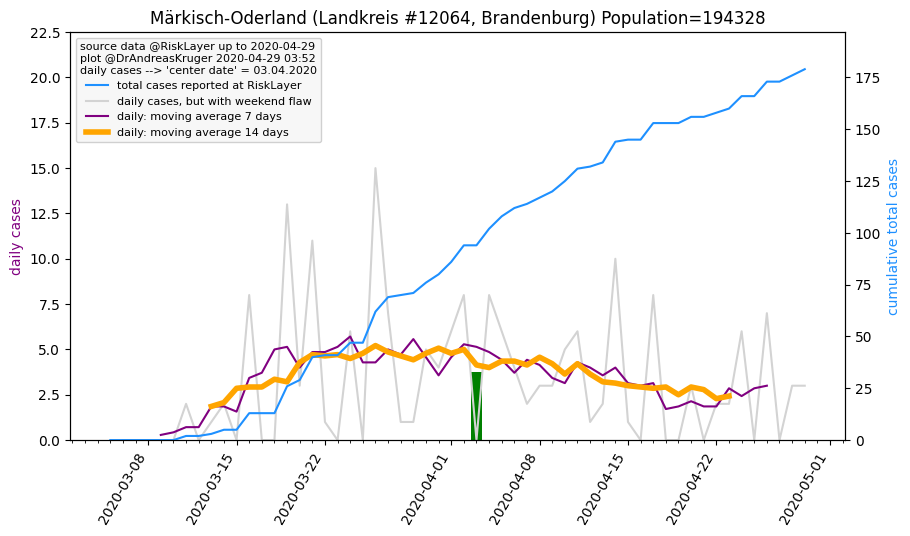 Märkisch-Oderland (Landkreis #12064, Brandenburg) Population=194328
source data @RiskLayer up to 2020-04-29
plot @DrAndreasKruger 2020-04-29 03:52
daily cases --> 'center date' = 03.04.2020
total cases reported at RiskLayer
daily cases, but with weekend flaw
daily: moving average 7 days
daily: moving average 14 days
daily cases
22.5
20.0
17.5
15.0
12.5
10.0
7.5
5.0
2.5
0.0
175
150
125
100
75
50
25
0
cumulative total cases
2020-03-08
2020-03-15
2020-03-22
2020-04-01
2020-04-08
2020-04-15
2020-04-22
2020-05-01